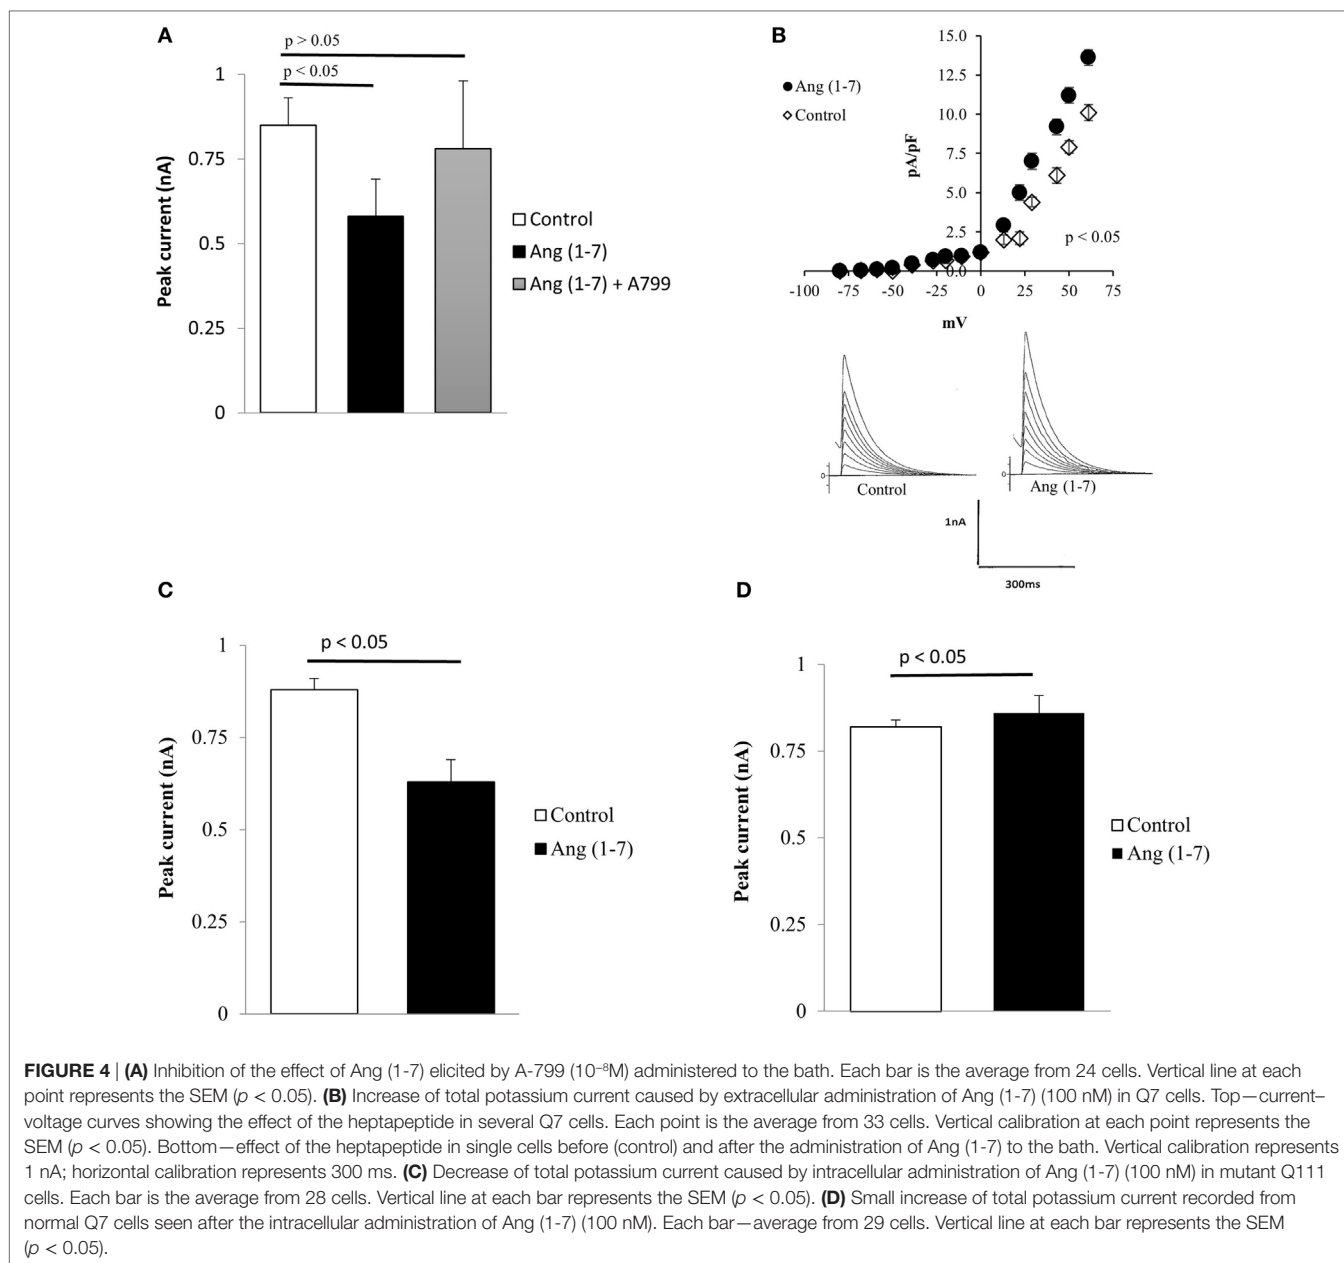 A
p > 0.05
p < 0.05
1
0.75
0.5
0.25
0
Peak current (nA)
Control
Ang (1-7)
Ang (1-7) + A799
B
Ang (1-7)
Control
pA/pF
15.0
12.5
10.0
7.5
5.0
2.5
0.0
p < 0.05
-100 -75 -50 -25 0 25 50 75
mV
0
Control
0
Ang (1-7)
1nA
300ms
C
p < 0.05
1
0.75
0.5
0.25
0
Peak current (nA)
Control
Ang (1-7)
D
p < 0.05
1
0.75
0.5
0.25
0
Peak current (nA)
Control
Ang (1-7)
FIGURE 4 | (A) Inhibition of the effect of Ang (1-7) elicited by A-799 (10⁻⁸M) administered to the bath. Each bar is the average from 24 cells. Vertical line at each
point represents the SEM (p < 0.05). (B) Increase of total potassium current caused by extracellular administration of Ang (1-7) (100 nM) in Q7 cells. Top—current–
voltage curves showing the effect of the heptapeptide in several Q7 cells. Each point is the average from 33 cells. Vertical calibration at each point represents the
SEM (p < 0.05). Bottom—effect of the heptapeptide in single cells before (control) and after the administration of Ang (1-7) to the bath. Vertical calibration represents
1 nA; horizontal calibration represents 300 ms. (C) Decrease of total potassium current caused by intracellular administration of Ang (1-7) (100 nM) in mutant Q111
cells. Each bar is the average from 28 cells. Vertical line at each bar represents the SEM (p < 0.05). (D) Small increase of total potassium current recorded from
normal Q7 cells seen after the intracellular administration of Ang (1-7) (100 nM). Each bar—average from 29 cells. Vertical line at each bar represents the SEM
(p < 0.05).